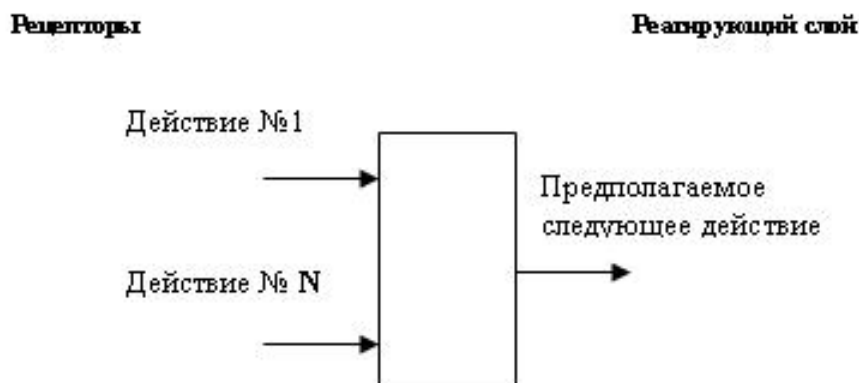 Рецепторы
Реагирующий слой
Действие №1
Предполагаемое
следующее действие
Действие № N